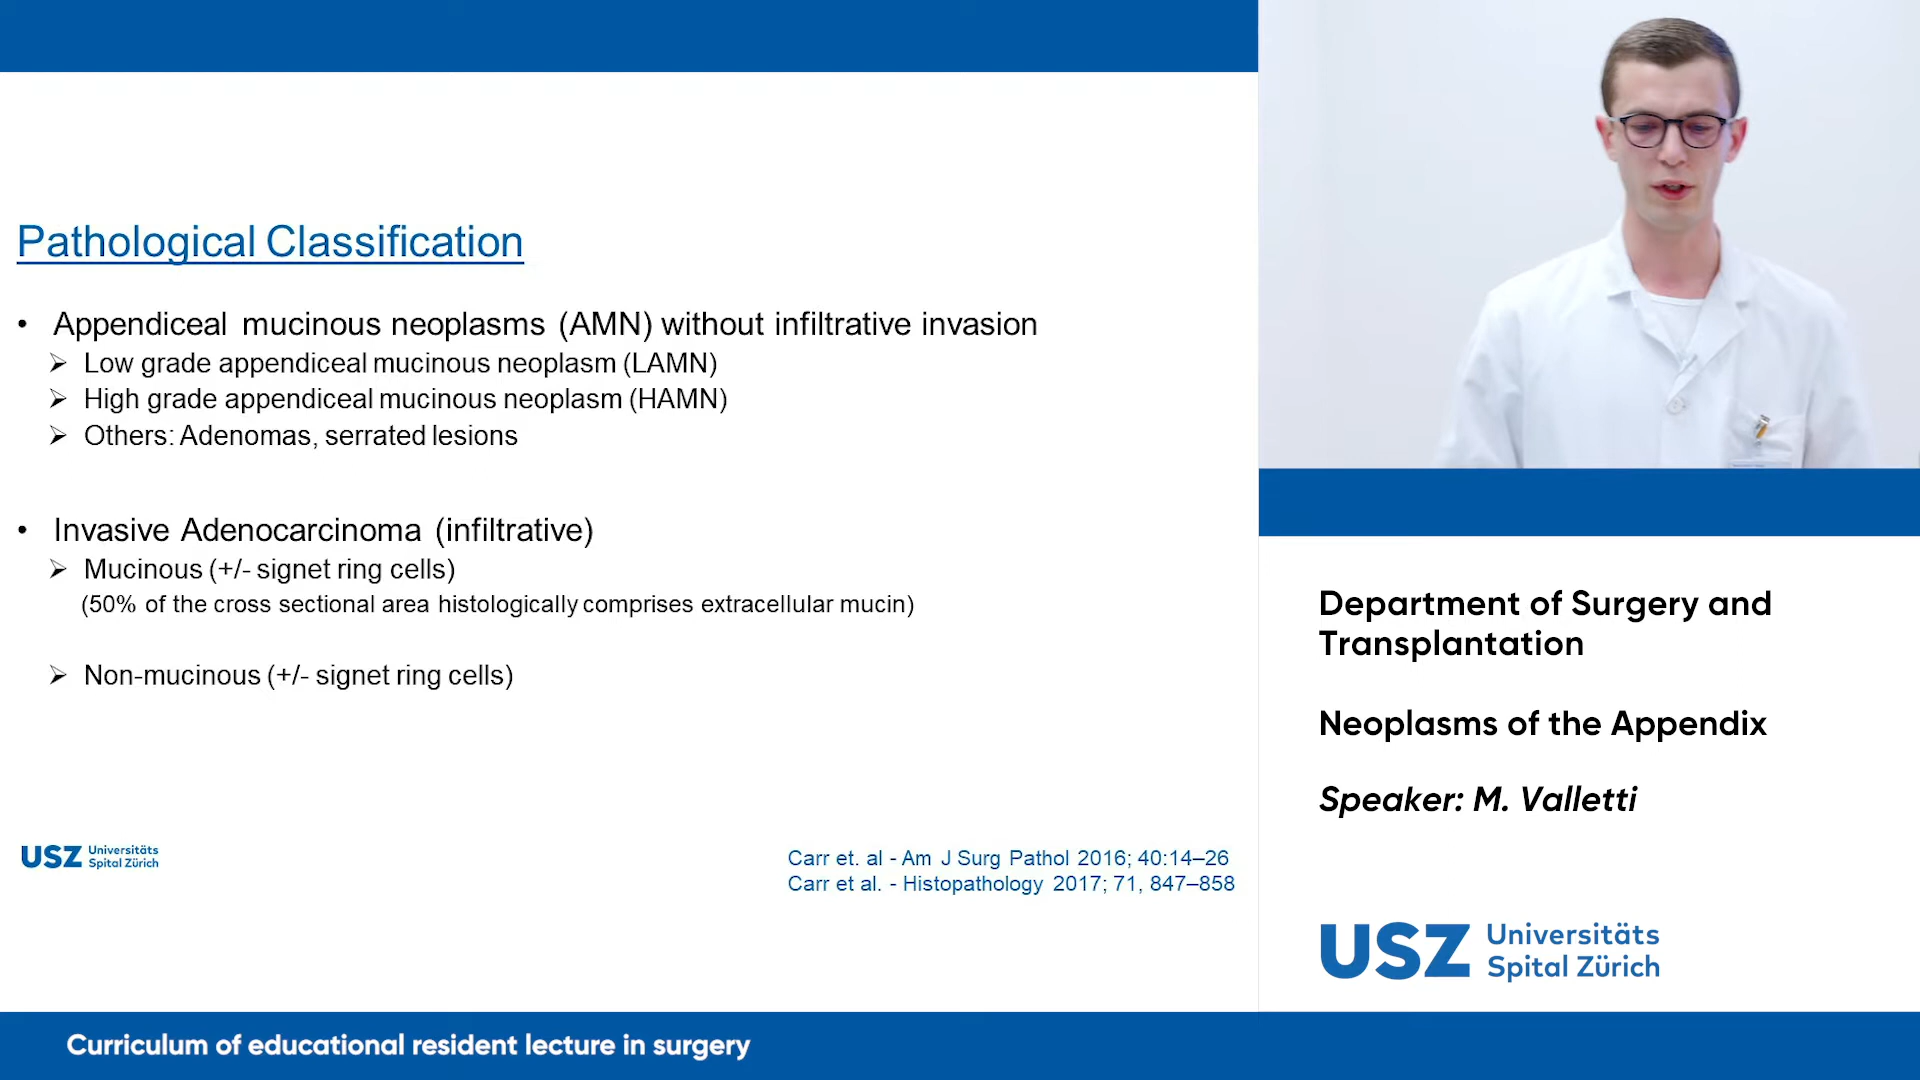 Pathological Classification
• Appendiceal mucinous neoplasms (AMN) without infiltrative invasion
➢ Low grade appendiceal mucinous neoplasm (LAMN)
➢ High grade appendiceal mucinous neoplasm (HAMN)
➢ Others: Adenomas, serrated lesions
• Invasive Adenocarcinoma (infiltrative)
➢ Mucinous (+/- signet ring cells)
(50% of the cross sectional area histologically comprises extracellular mucin)
➢ Non-mucinous (+/- signet ring cells)
USZ Universitäts
Spital Zürich
Carr et. al - Am J Surg Pathol 2016; 40:14–26
Carr et al. - Histopathology 2017; 71, 847–858
Department of Surgery and
Transplantation
Neoplasms of the Appendix
Speaker: M. Valletti
USZ Universitäts
Spital Zürich
Curriculum of educational resident lecture in surgery